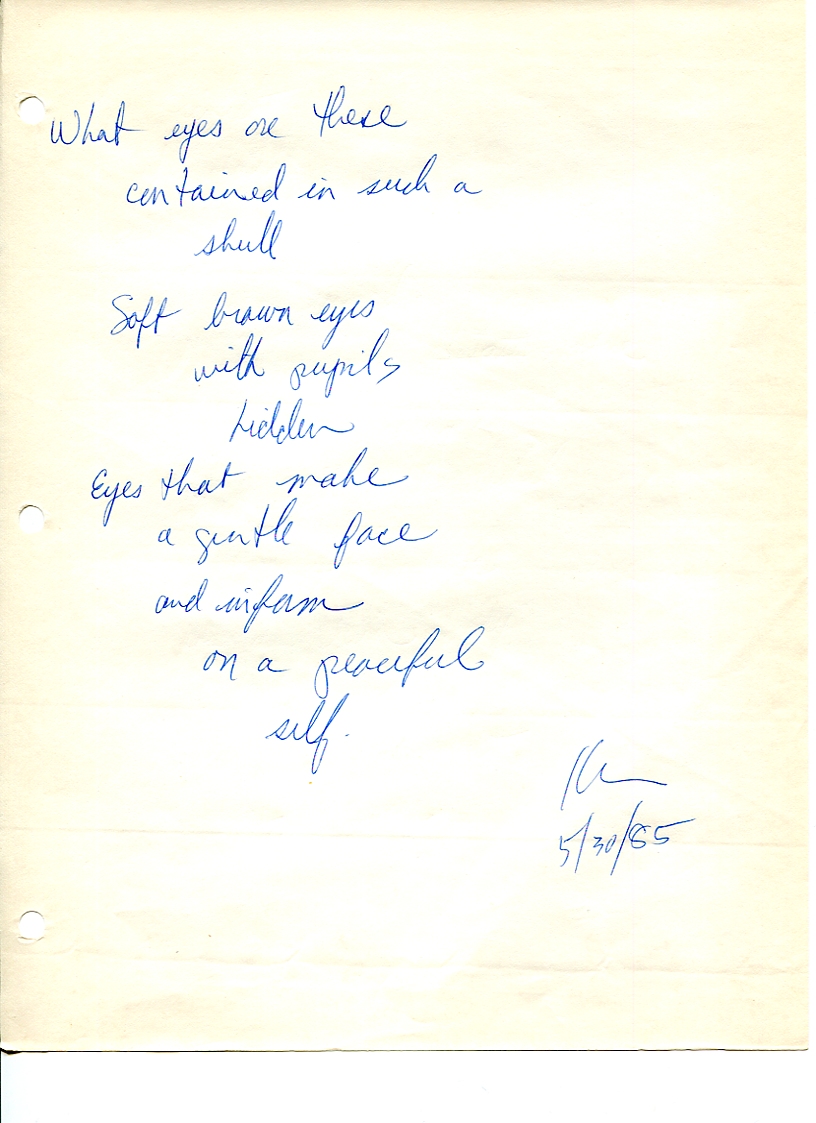 What eyes are these
contained in such a
skull
Soft brown eyes
with pupils
hidden
Eyes that make
a gentle face
and inform
on a peaceful
self.
5/30/85